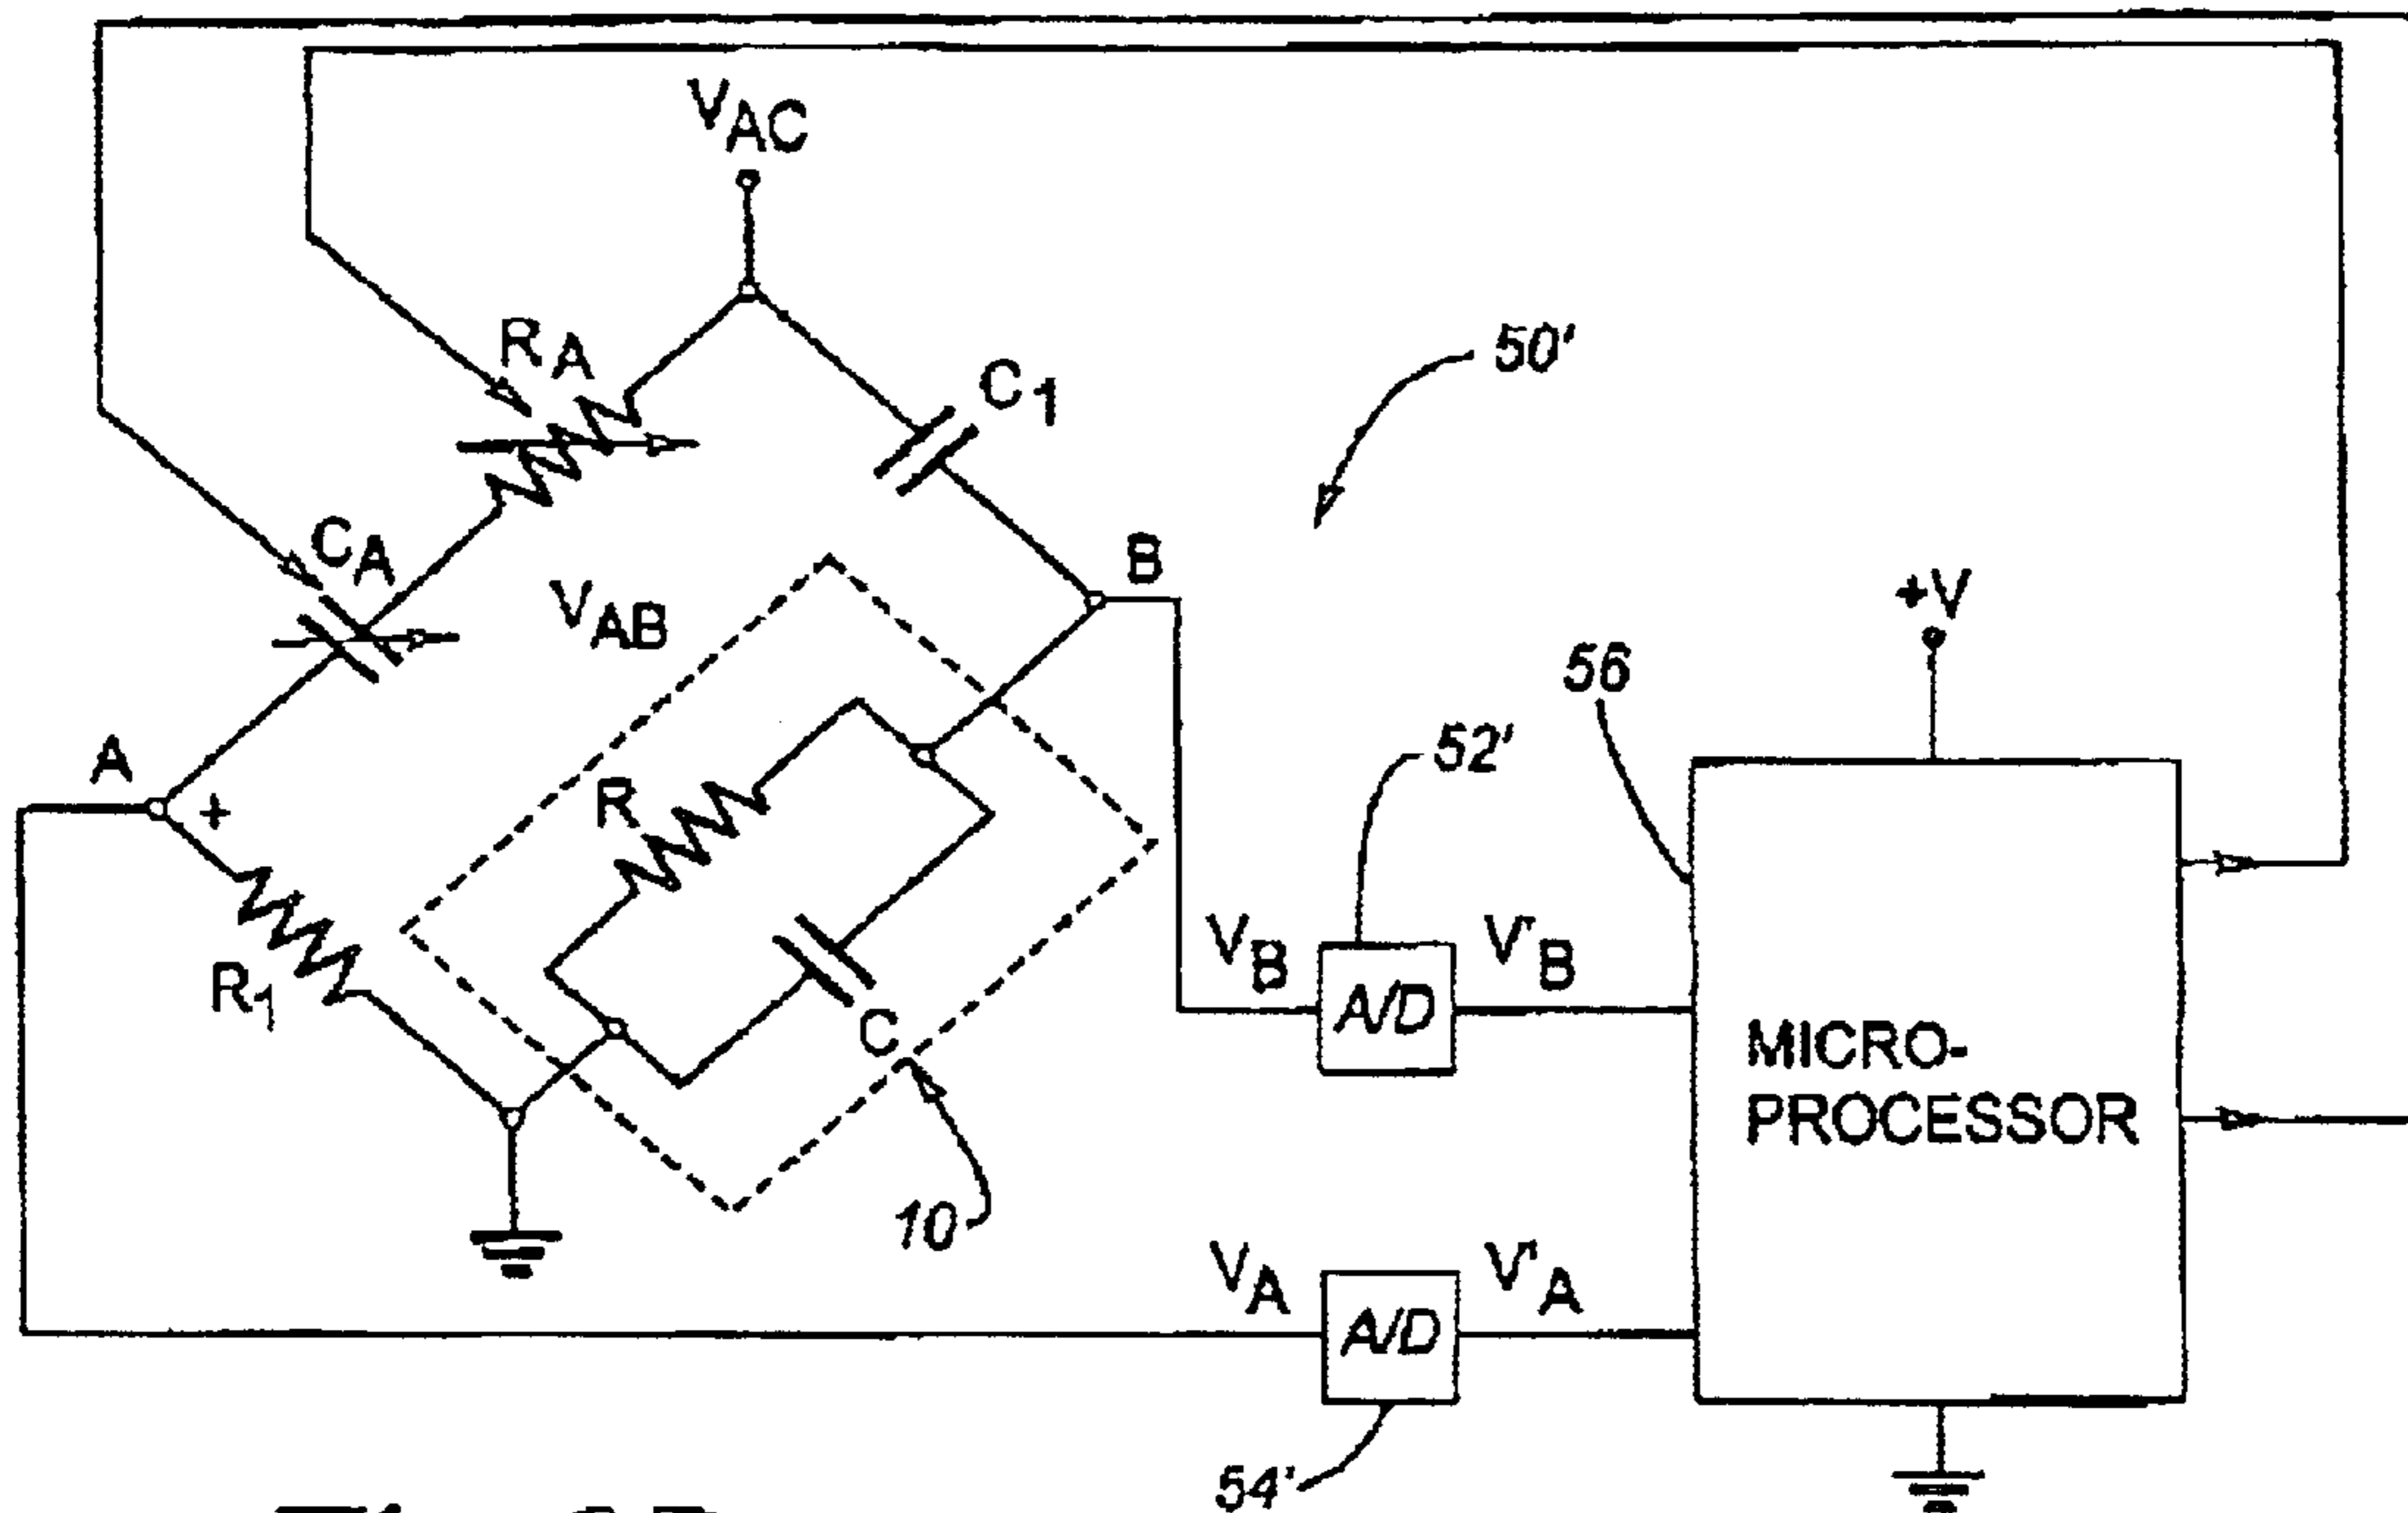 VAC
RA
C1
50'
CA
B
VAB
+V
56
A
+
52'
R
VB
A/D
V'B
R1
C
MICRO-
PROCESSOR
10
VA
A/D
V'A
54'